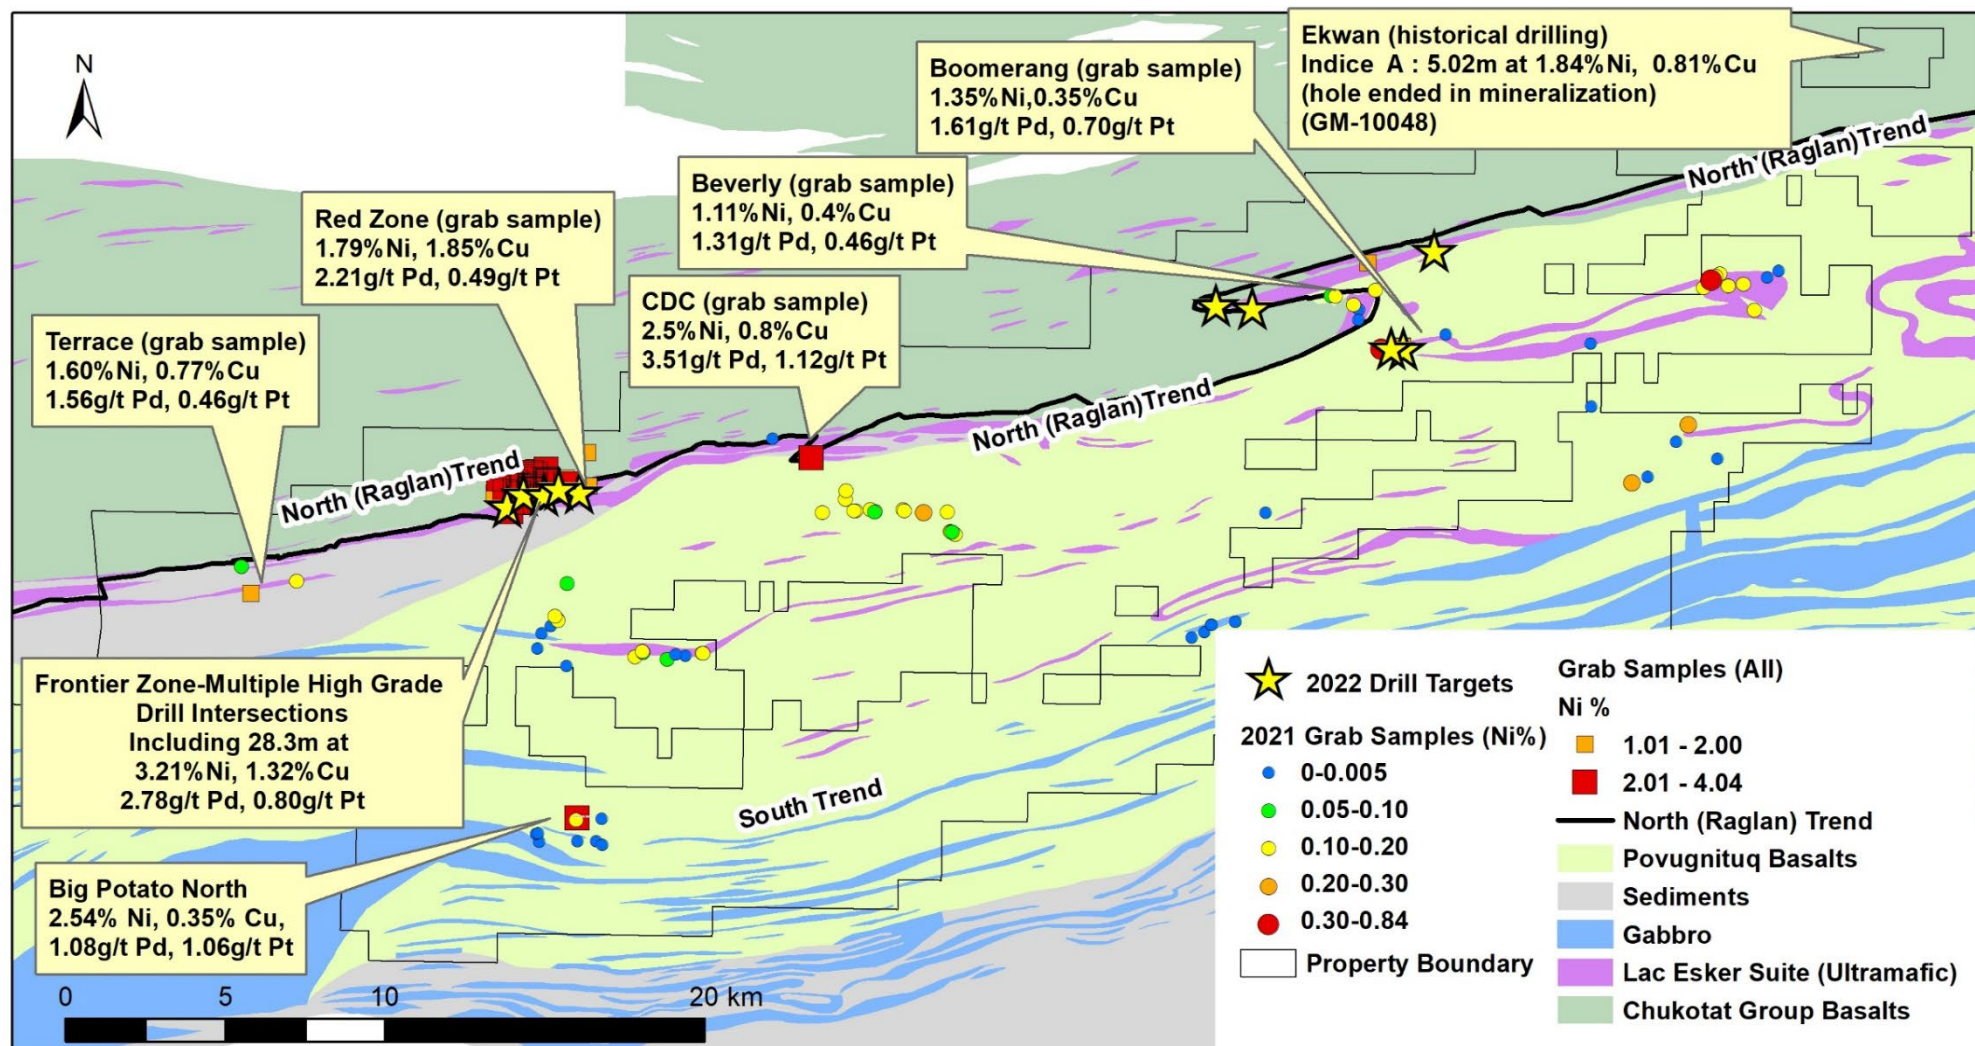 N
Ekwan (historical drilling)
Indice A : 5.02m at 1.84%Ni, 0.81%Cu
(hole ended in mineralization)
(GM-10048)
Boomerang (grab sample)
1.35%Ni,0.35%Cu
1.61g/t Pd, 0.70g/t Pt
Beverly (grab sample)
1.11%Ni, 0.4%Cu
1.31g/t Pd, 0.46g/t Pt
Red Zone (grab sample)
1.79%Ni, 1.85%Cu
2.21g/t Pd, 0.49g/t Pt
CDC (grab sample)
2.5%Ni, 0.8%Cu
3.51g/t Pd, 1.12g/t Pt
Terrace (grab sample)
1.60%Ni, 0.77%Cu
1.56g/t Pd, 0.46g/t Pt
North (Raglan)Trend
North (Raglan)Trend
North (Raglan)Trend
Frontier Zone-Multiple High Grade
Drill Intersections
Including 28.3m at
3.21%Ni, 1.32%Cu
2.78g/t Pd, 0.80g/t Pt
South Trend
Big Potato North
2.54% Ni, 0.35% Cu,
1.08g/t Pd, 1.06g/t Pt
0 5 10 20 km
2022 Drill Targets
2021 Grab Samples (Ni%)
0-0.005
0.05-0.10
0.10-0.20
0.20-0.30
0.30-0.84
Property Boundary
Grab Samples (All)
Ni %
1.01 - 2.00
2.01 - 4.04
North (Raglan) Trend
Povugnituq Basalts
Sediments
Gabbro
Lac Esker Suite (Ultramafic)
Chukotat Group Basalts